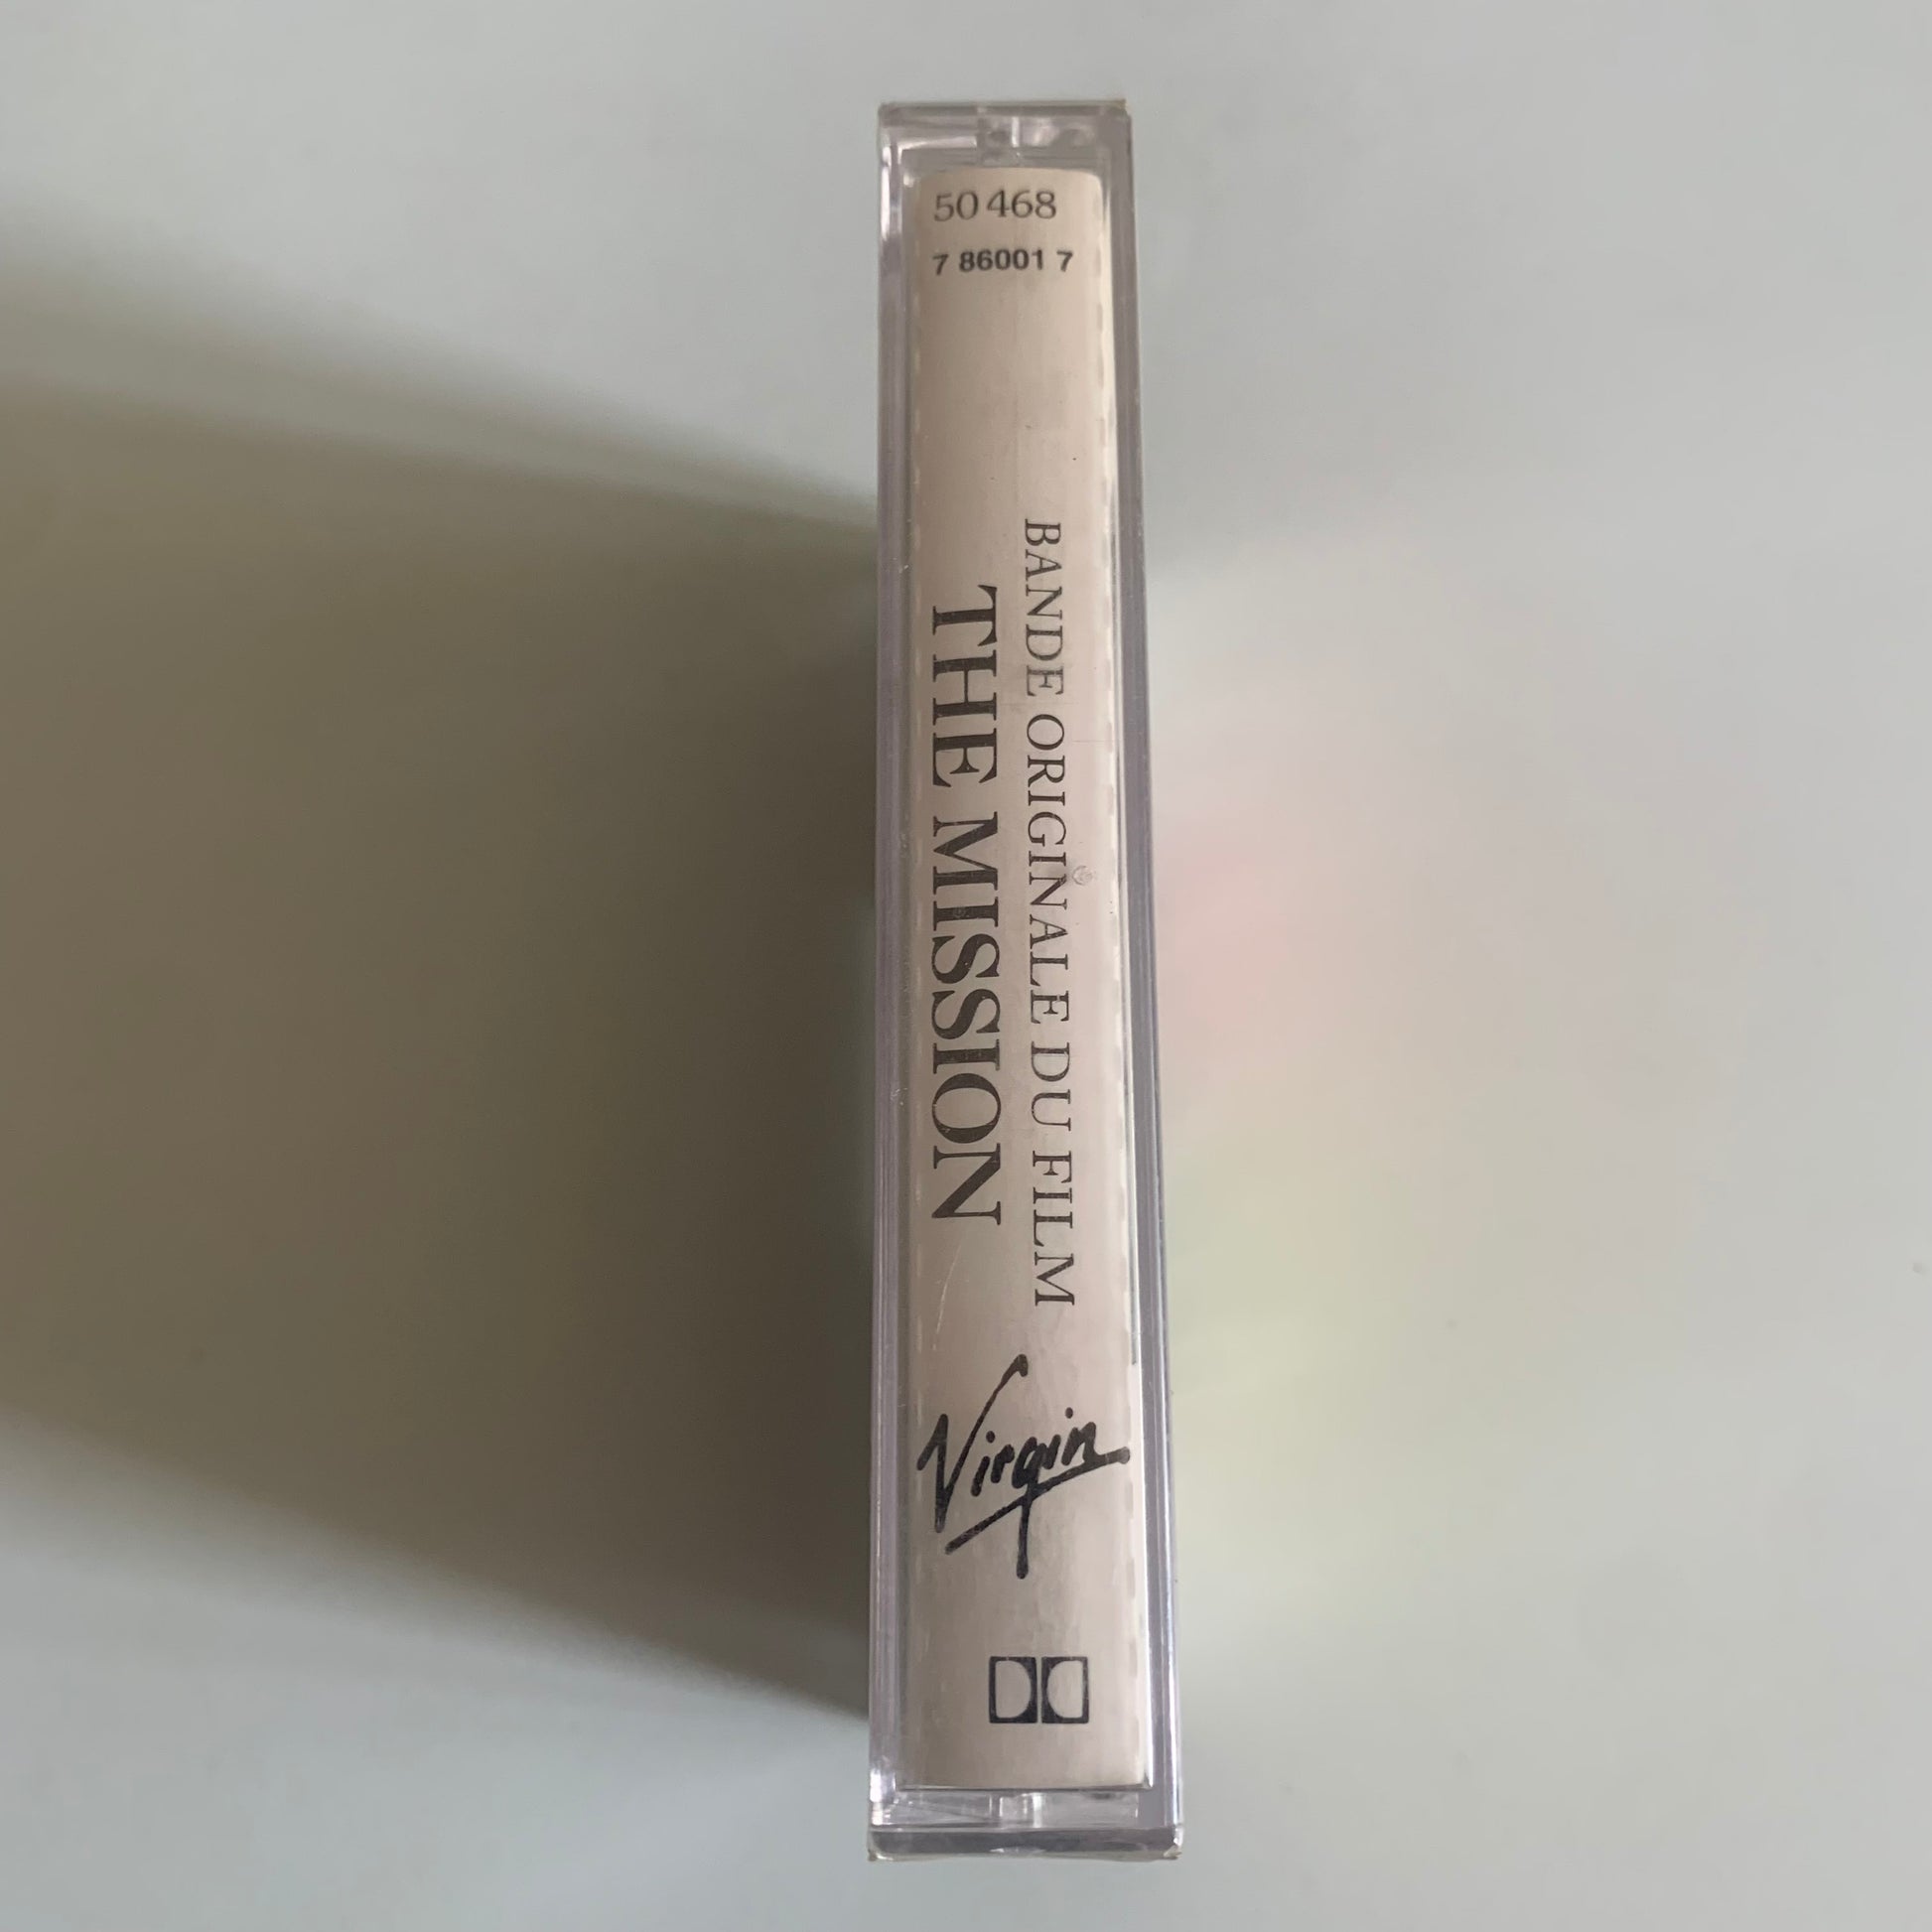 50 468
7 86001 7
BANDE ORIGINALE DU FILM
THE MISSION
Virgin